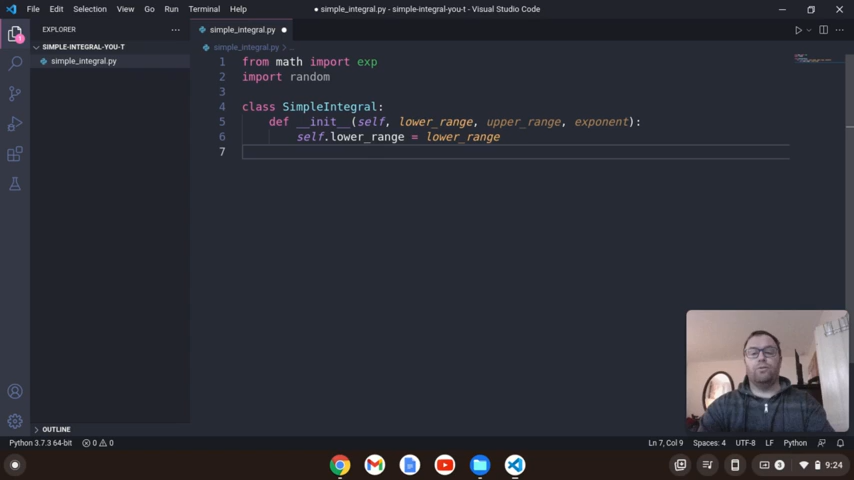 File Edit Selection View Go Run Terminal Help
● simple_integral.py - simple-integral-you-t - Visual Studio Code
EXPLORER
simple_integral.py ●
SIMPLE-INTEGRAL-YOU-T
simple_integral.py > ...
simple_integral.py
1 from math import exp
2 import random
3
4 class SimpleIntegral:
5 def __init__(self, lower_range, upper_range, exponent):
6 self.lower_range = lower_range
7
1
OUTLINE
Python 3.7.3 64-bit 0 0
Ln 7, Col 9 Spaces: 4 UTF-8 LF Python
3 9:24